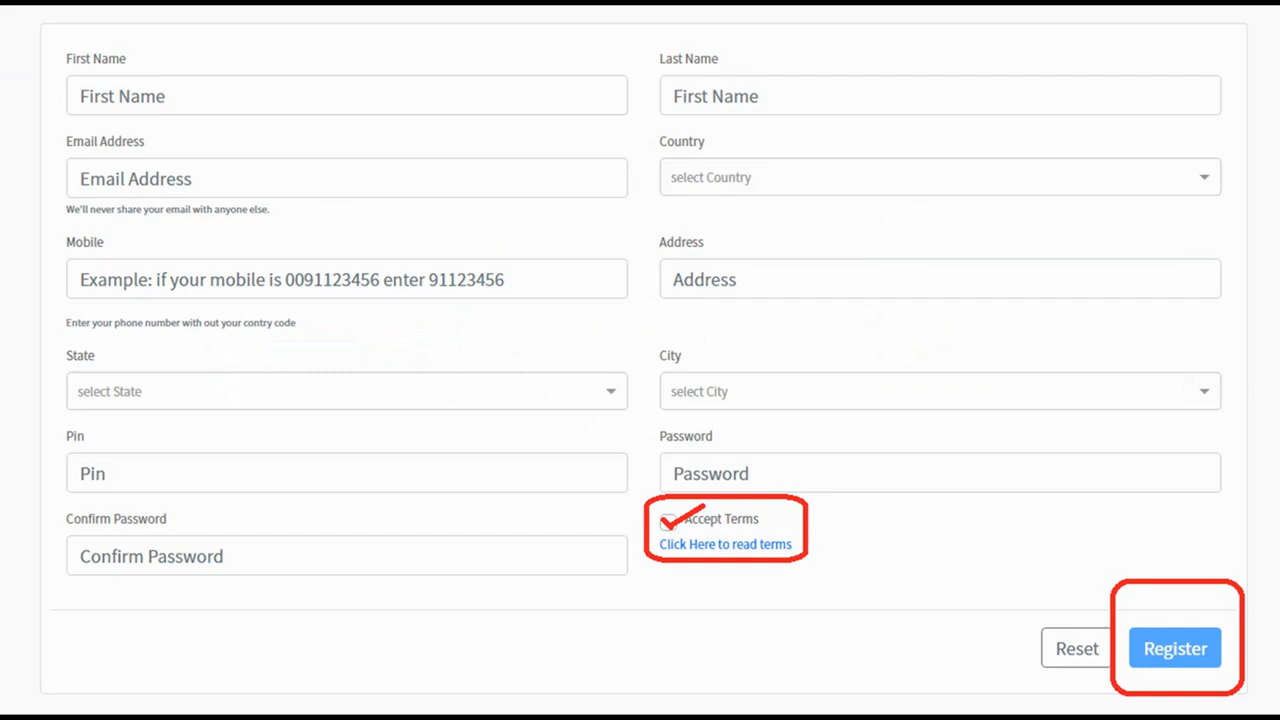 First Name
Last Name
First Name
First Name
Email Address
Country
Email Address
select Country
We'll never share your email with anyone else.
Mobile
Address
Example: if your mobile is 0091123456 enter 91123456
Address
Enter your phone number with out your contry code
State
City
select State
select City
Pin
Password
Pin
Password
Confirm Password
Accept Terms
Click Here to read terms
Confirm Password
Reset
Register